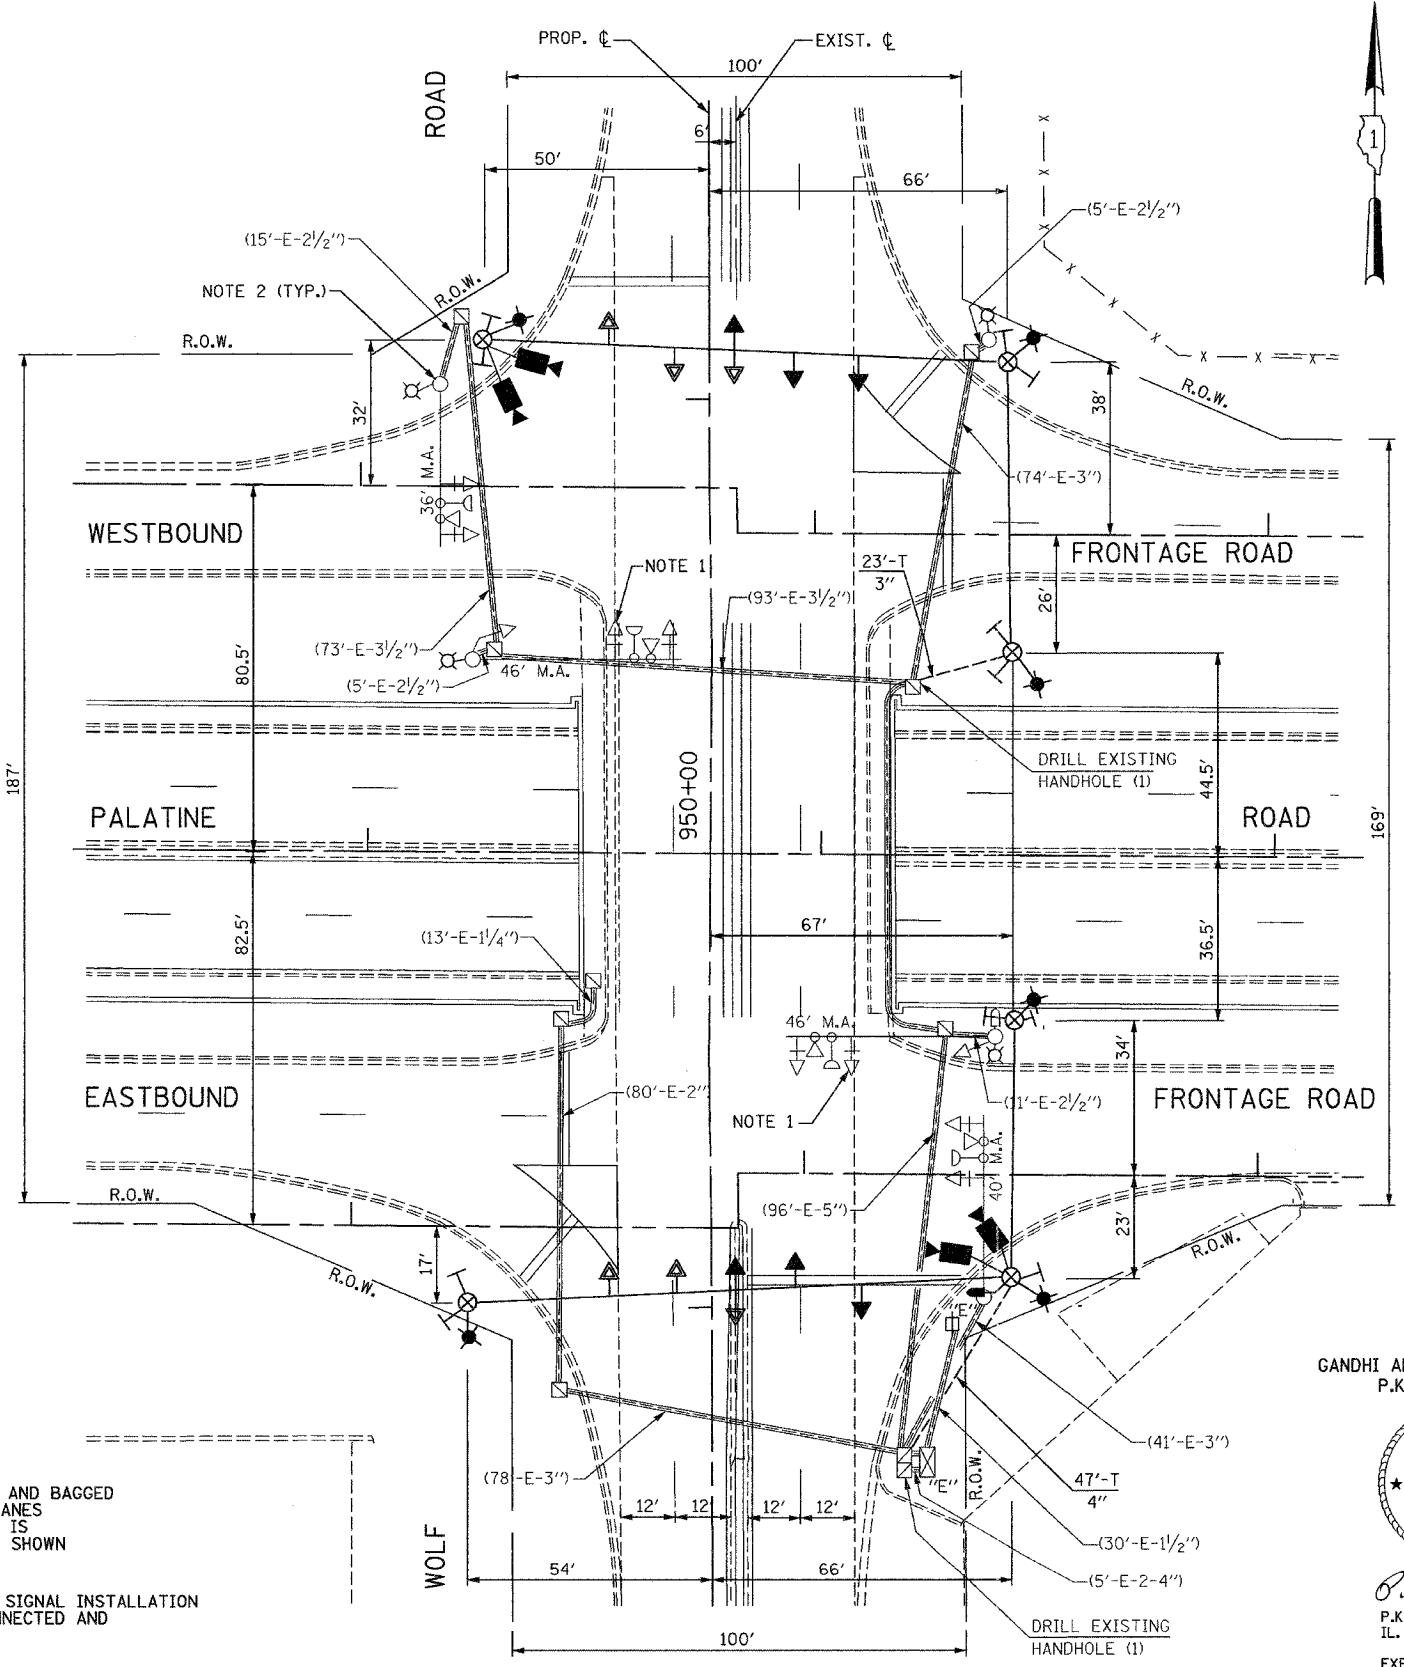 PROP. ℄
EXIST. ℄
100'
ROAD
6'
50'
66'
1
(5'-E-2½")
(15'-E-2½")
NOTE 2 (TYP.)
R.O.W.
R.O.W.
R.O.W.
32'
38'
36' M.A.
(74'-E-3")
WESTBOUND
FRONTAGE ROAD
NOTE 1
23'-T
3"
26'
(93'-E-3½")
(73'-E-3½")
46' M.A.
(5'-E-2½")
80.5'
DRILL EXISTING
HANDHOLE (1)
44.5'
187'
950+00
PALATINE
ROAD
169'
82.5'
(13'-E-1¼")
67'
36.5'
46' M.A.
34'
(80'-E-2")
(11'-E-2½")
EASTBOUND
FRONTAGE ROAD
NOTE 1
40' M.A.
R.O.W.
(96'-E-5")
23'
R.O.W.
17'
R.O.W.
"E"
GANDHI A
P.K
(41'-E-3")
(78'-E-3")
"E"
R.O.W.
47'-T
4"
AND BAGGED
ANES
IS
SHOWN
12'
12'
12'
12'
(30'-E-1½")
WOLF
54'
66'
(5'-E-2-4")
SIGNAL INSTALLATION
NECTED AND
DRILL EXISTING
HANDHOLE (1)
100'
P.K
IL.
EXP